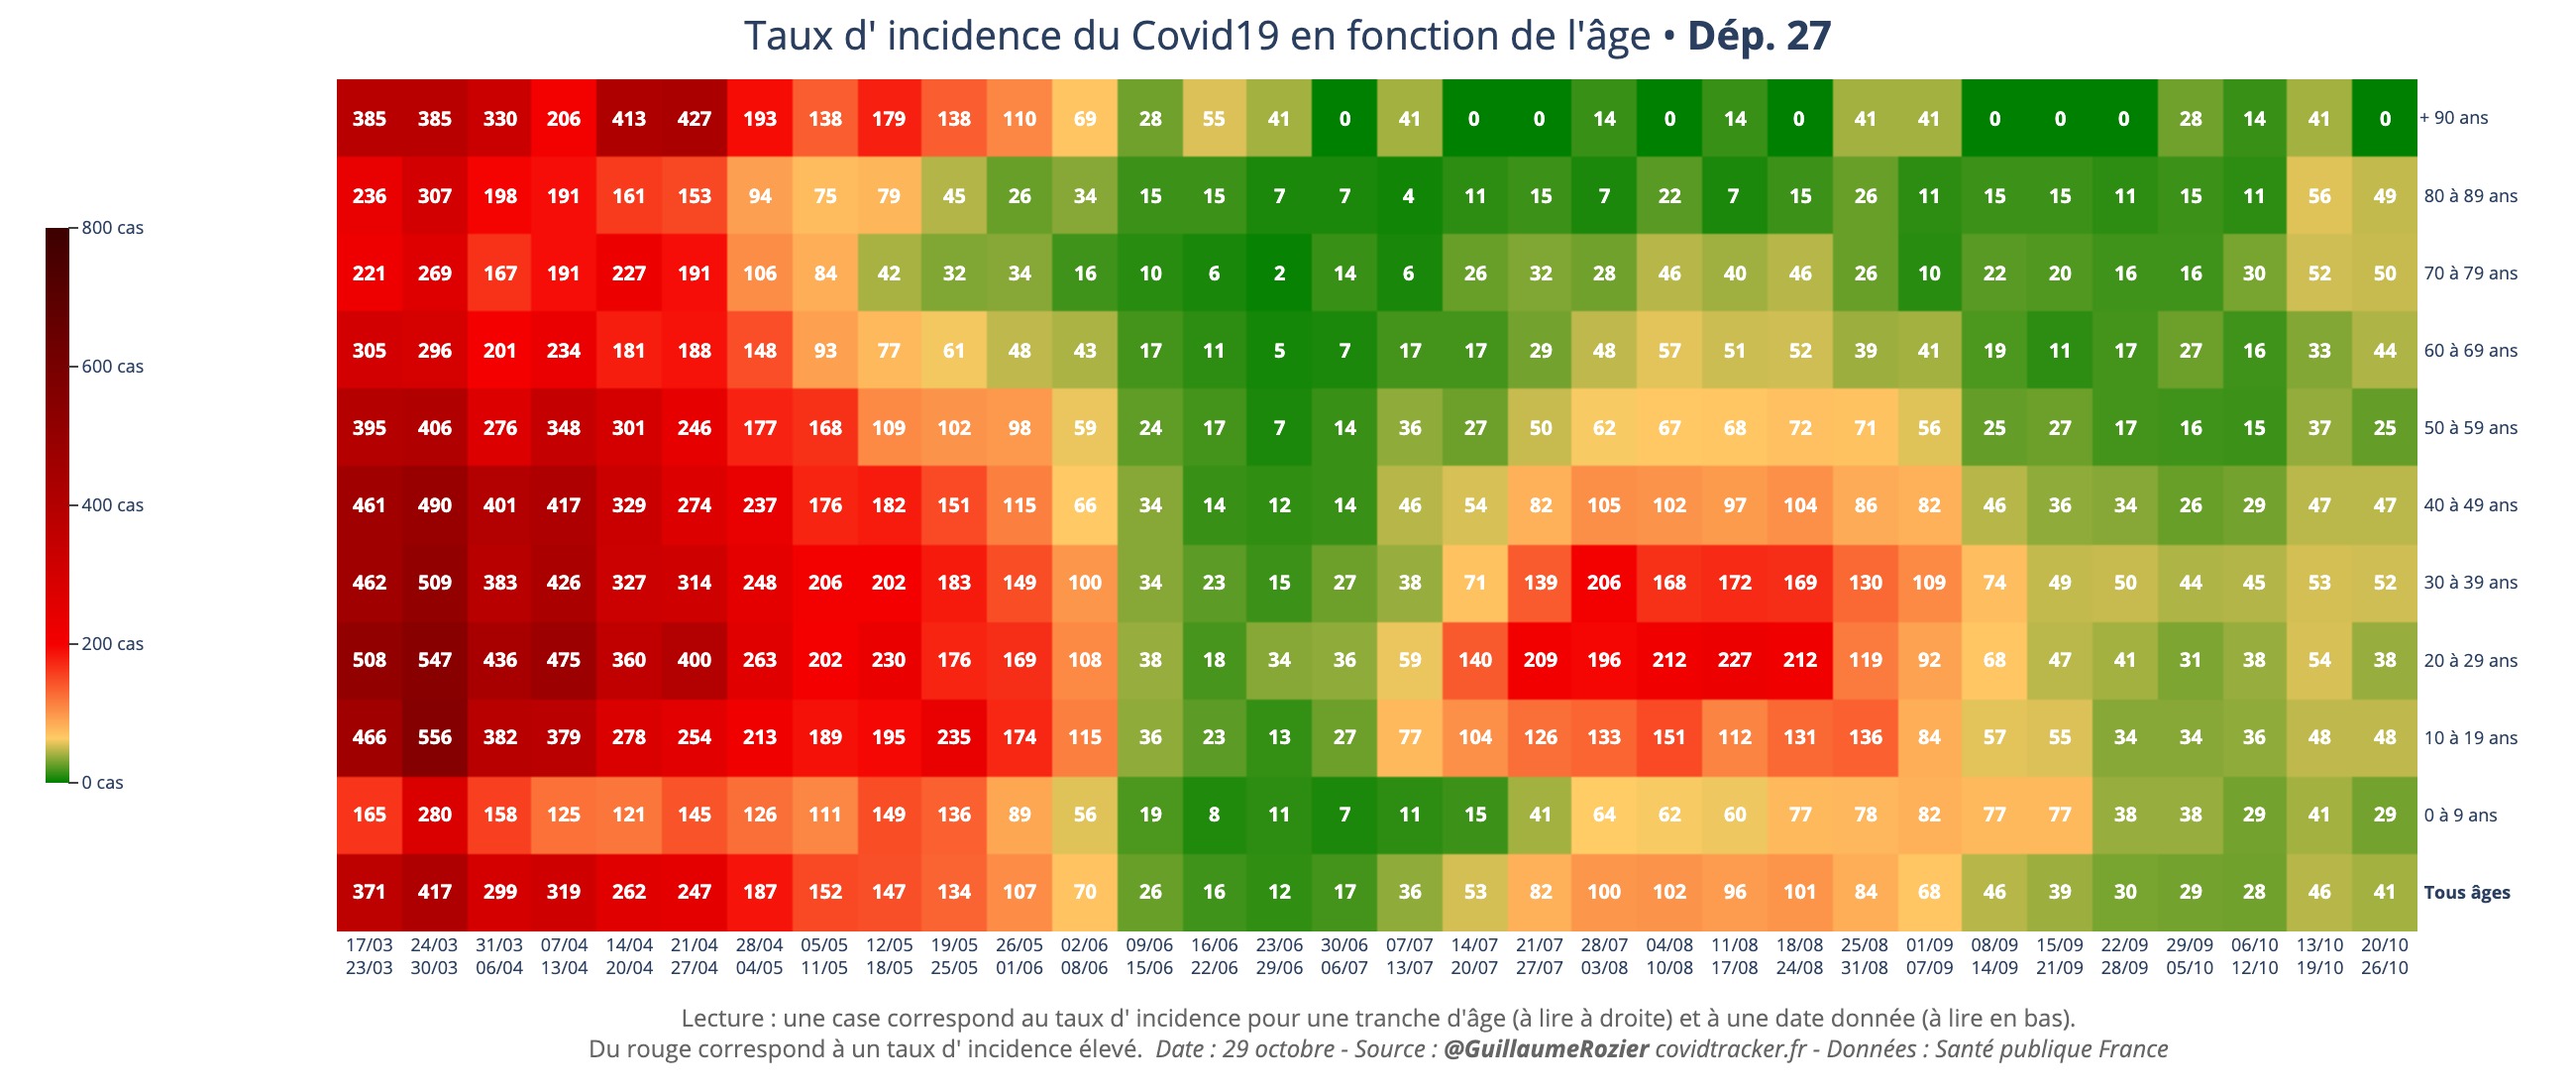 Taux d' incidence du Covid19 en fonction de l'âge • Dép. 27
385 385 330 206 413 427 193 138 179 138 110 69 28 55 41 0 41 0 0 14 0 14 0 41 41 0 0 0 28 14 41 0 + 90 ans
236 307 198 191 161 153 94 75 79 45 26 34 15 15 7 7 4 11 15 7 22 7 15 26 11 15 15 11 15 11 56 49 80 à 89 ans
800 cas
221 269 167 191 227 191 106 84 42 32 34 16 10 6 2 14 6 26 32 28 46 40 46 26 10 22 20 16 16 30 52 50 70 à 79 ans
305 296 201 234 181 188 148 93 77 61 48 43 17 11 5 7 17 17 29 48 57 51 52 39 41 19 11 17 27 16 33 44 60 à 69 ans
600 cas
395 406 276 348 301 246 177 168 109 102 98 59 24 17 7 14 36 27 50 62 67 68 72 71 56 25 27 17 16 15 37 25 50 à 59 ans
400 cas
461 490 401 417 329 274 237 176 182 151 115 66 34 14 12 14 46 54 82 105 102 97 104 86 82 46 36 34 26 29 47 47 40 à 49 ans
462 509 383 426 327 314 248 206 202 183 149 100 34 23 15 27 38 71 139 206 168 172 169 130 109 74 49 50 44 45 53 52 30 à 39 ans
200 cas
508 547 436 475 360 400 263 202 230 176 169 108 38 18 34 36 59 140 209 196 212 227 212 119 92 68 47 41 31 38 54 38 20 à 29 ans
466 556 382 379 278 254 213 189 195 235 174 115 36 23 13 27 77 104 126 133 151 112 131 136 84 57 55 34 34 36 48 48 10 à 19 ans
0 cas
165 280 158 125 121 145 126 111 149 136 89 56 19 8 11 7 11 15 41 64 62 60 77 78 82 77 77 38 38 29 41 29 0 à 9 ans
371 417 299 319 262 247 187 152 147 134 107 70 26 16 12 17 36 53 82 100 102 96 101 84 68 46 39 30 29 28 46 41 Tous âges
17/03 24/03 31/03 07/04 14/04 21/04 28/04 05/05 12/05 19/05 26/05 02/06 09/06 16/06 23/06 30/06 07/07 14/07 21/07 28/07 04/08 11/08 18/08 25/08 01/09 08/09 15/09 22/09 29/09 06/10 13/10 20/10
23/03 30/03 06/04 13/04 20/04 27/04 04/05 11/05 18/05 25/05 01/06 08/06 15/06 22/06 29/06 06/07 13/07 20/07 27/07 03/08 10/08 17/08 24/08 31/08 07/09 14/09 21/09 28/09 05/10 12/10 19/10 26/10
Lecture : une case correspond au taux d' incidence pour une tranche d'âge (à lire à droite) et à une date donnée (à lire en bas).
Du rouge correspond à un taux d' incidence élevé. Date : 29 octobre - Source : @GuillaumeRozier covidtracker.fr - Données : Santé publique France